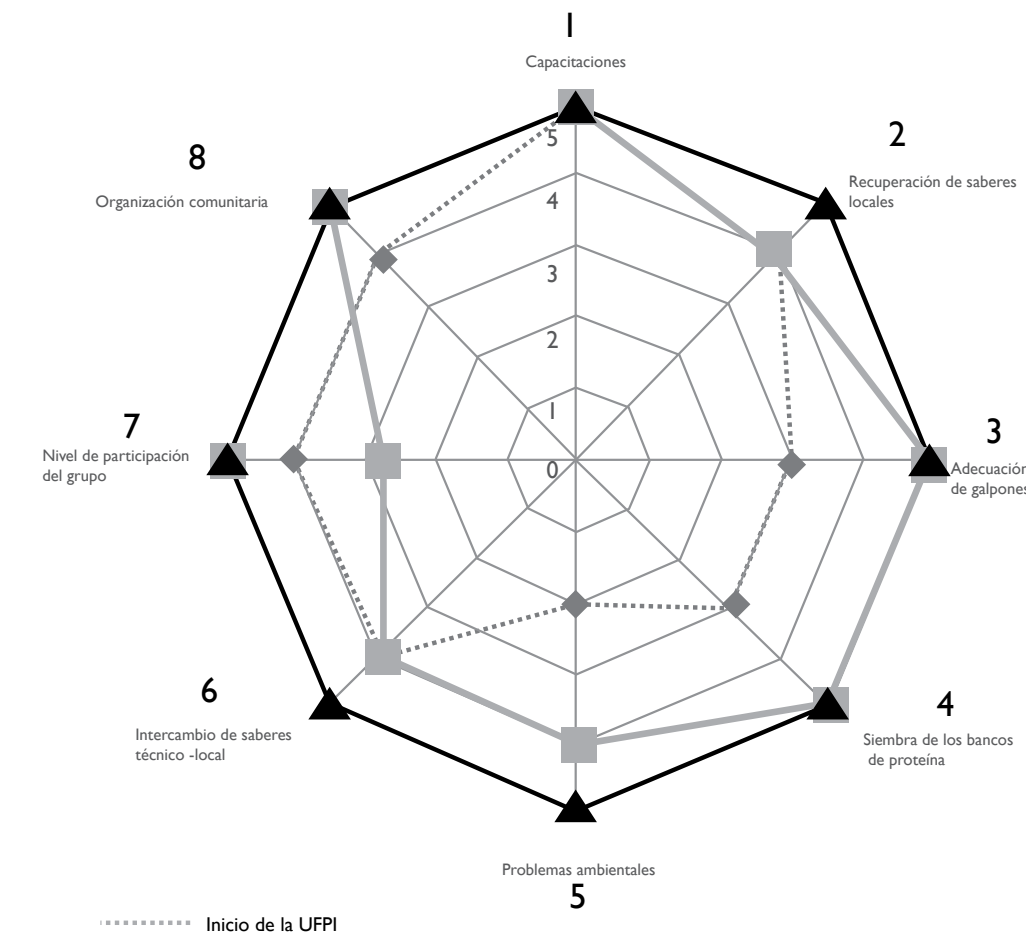 1
Capacitaciones
2
Recuperación de saberes
locales
3
Adecuación
de galpones
4
Siembra de los bancos
de proteína
Problemas ambientales
5
6
Intercambio de saberes
técnico -local
7
Nivel de participación
del grupo
8
Organización comunitaria
5
4
3
2
1
0
Inicio de la UFPI